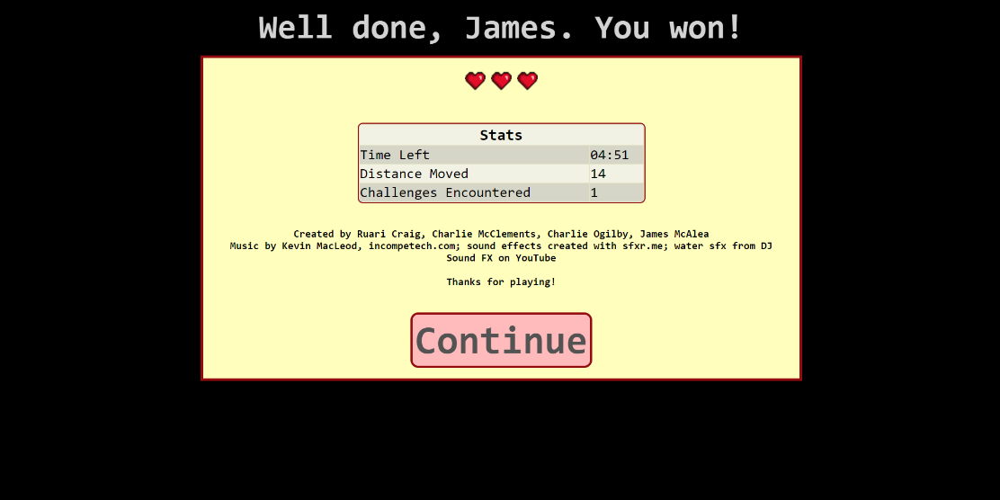 Well done, James. You won!
Stats
Time Left 04:51
Distance Moved 14
Challenges Encountered 1
Created by Ruari Craig, Charlie McClements, Charlie Ogilby, James McAlea
Music by Kevin MacLeod, incompetech.com; sound effects created with sfxr.me; water sfx from DJ
Sound FX on YouTube
Thanks for playing!
Continue